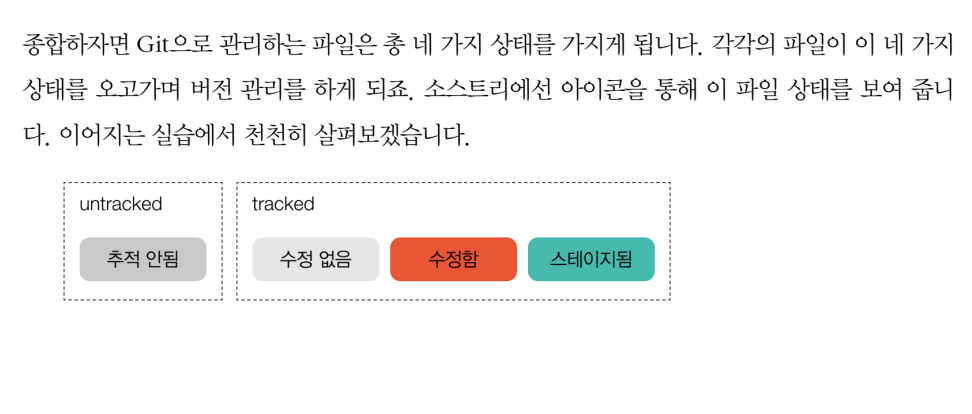 종합하자면 Git으로 관리하는 파일은 총 네 가지 상태를 가지게 됩니다. 각각의 파일이 이 네 가지
상태를 오고가며 버전 관리를 하게 되죠. 소스트리에선 아이콘을 통해 이 파일 상태를 보여 줍니
다. 이어지는 실습에서 천천히 살펴보겠습니다.
untracked
추적 안됨
tracked
수정 없음 수정함 스테이지됨